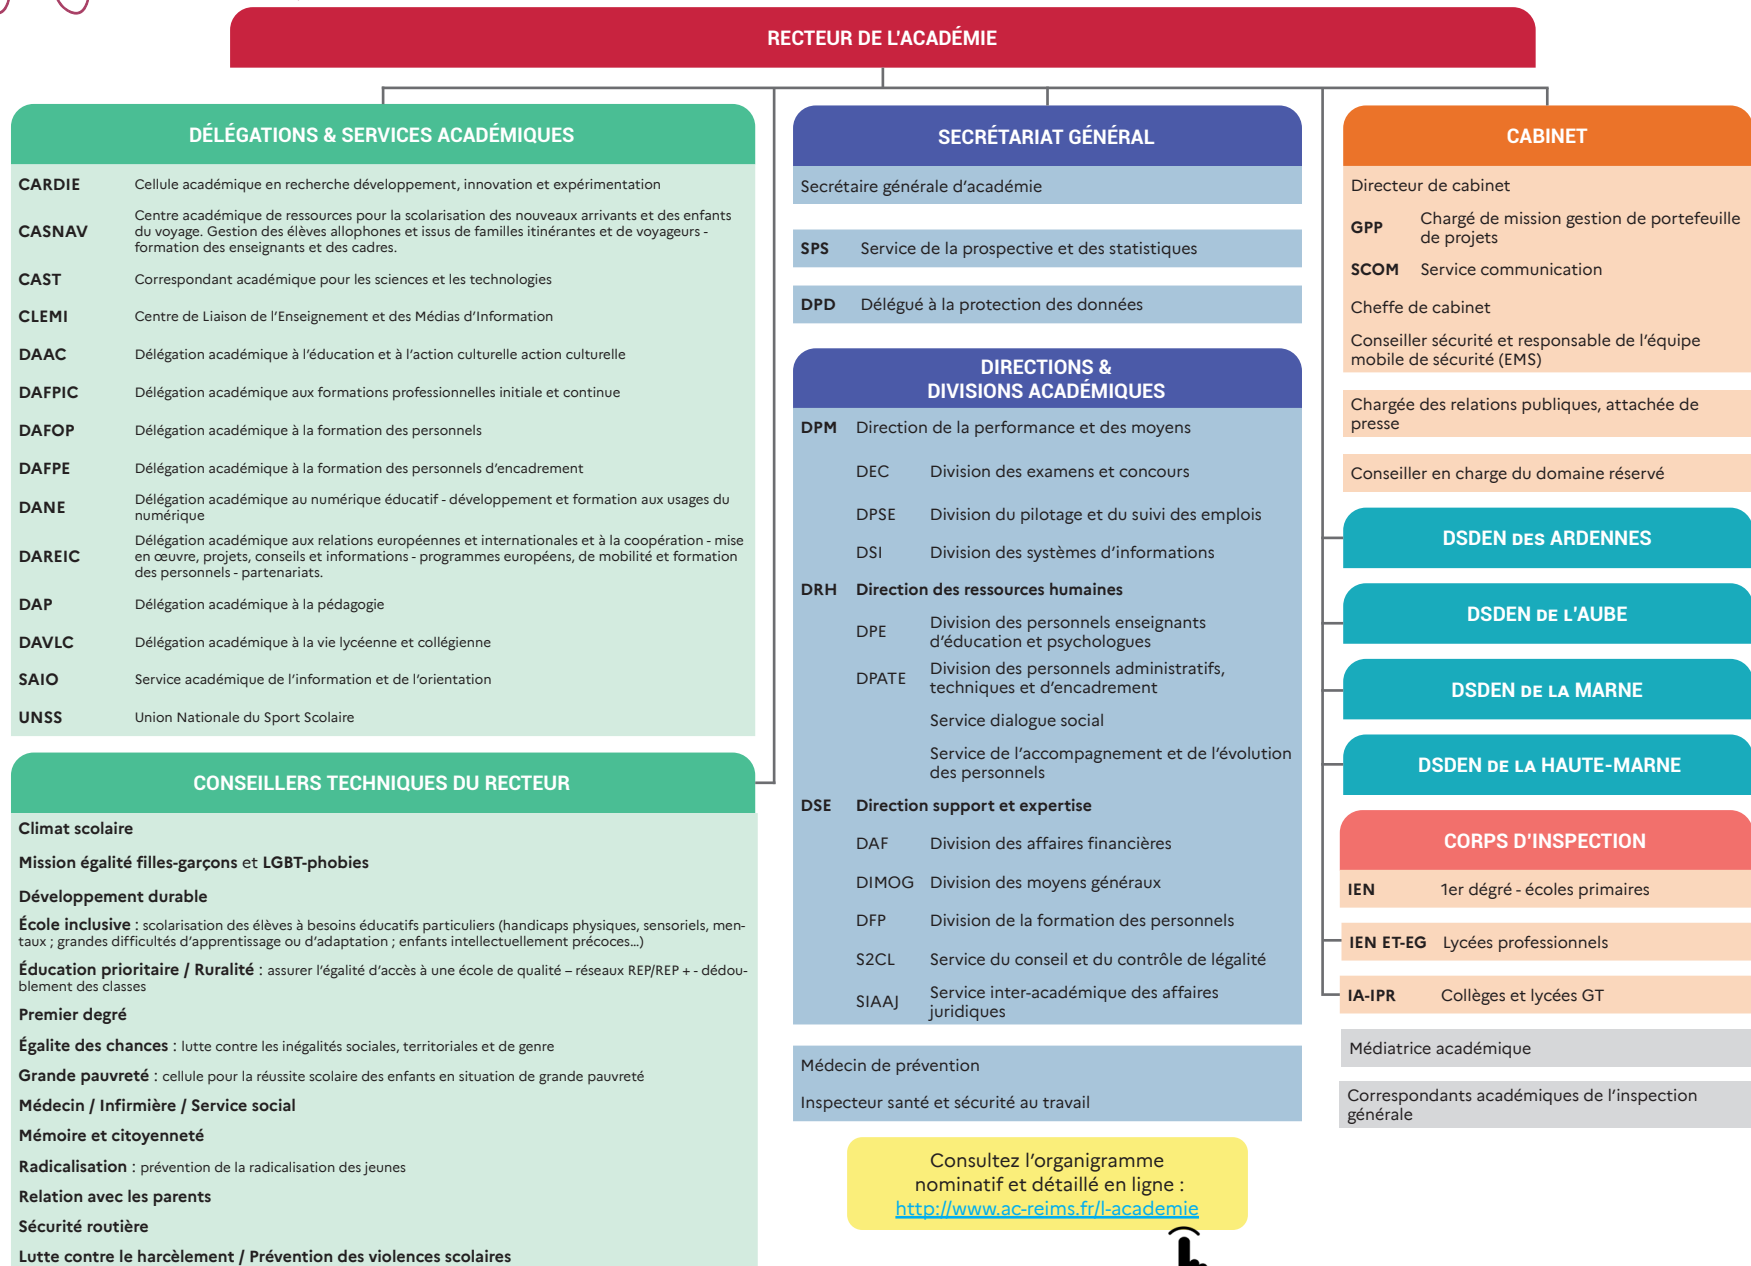 RECTEUR DE L'ACADÉMIE
DÉLÉGATIONS & SERVICES ACADÉMIQUES
CARDIE Cellule académique en recherche développement, innovation et expérimentation
CASNAV Centre académique de ressources pour la scolarisation des nouveaux arrivants et des enfants
du voyage. Gestion des élèves allophones et issus de familles itinérantes et de voyageurs -
formation des enseignants et des cadres.
CAST Correspondant académique pour les sciences et les technologies
CLEMI Centre de Liaison de l'Enseignement et des Médias d'Information
DAAC Délégation académique à l'éducation et à l'action culturelle action culturelle
DAFPIC Délégation académique aux formations professionnelles initiale et continue
DAFOP Délégation académique à la formation des personnels
DAFPE Délégation académique à la formation des personnels d'encadrement
DANE Délégation académique au numérique éducatif - développement et formation aux usages du
numérique
DAREIC Délégation académique aux relations européennes et internationales et à la coopération - mise
en œuvre, projets, conseils et informations - programmes européens, de mobilité et formation
des personnels - partenariats.
DAP Délégation académique à la pédagogie
DAVLC Délégation académique à la vie lycéenne et collégienne
SAIO Service académique de l'information et de l'orientation
UNSS Union Nationale du Sport Scolaire
CONSEILLERS TECHNIQUES DU RECTEUR
Climat scolaire
Mission égalité filles-garçons et LGBT-phobies
Développement durable
École inclusive : scolarisation des élèves à besoins éducatifs particuliers (handicaps physiques, sensoriels, men-
taux ; grandes difficultés d'apprentissage ou d'adaptation ; enfants intellectuellement précoces...)
Éducation prioritaire / Ruralité : assurer l'égalité d'accès à une école de qualité – réseaux REP/REP + - dédou-
blement des classes
Premier degré
Égalite des chances : lutte contre les inégalités sociales, territoriales et de genre
Grande pauvreté : cellule pour la réussite scolaire des enfants en situation de grande pauvreté
Médecin / Infirmière / Service social
Mémoire et citoyenneté
Radicalisation : prévention de la radicalisation des jeunes
Relation avec les parents
Sécurité routière
Lutte contre le harcèlement / Prévention des violences scolaires
SECRÉTARIAT GÉNÉRAL
Secrétaire générale d'académie
SPS Service de la prospective et des statistiques
DPD Délégué à la protection des données
DIRECTIONS &
DIVISIONS ACADÉMIQUES
DPM Direction de la performance et des moyens
DEC Division des examens et concours
DPSE Division du pilotage et du suivi des emplois
DSI Division des systèmes d'informations
DRH Direction des ressources humaines
DPE Division des personnels enseignants
d'éducation et psychologues
DPATE Division des personnels administratifs,
techniques et d'encadrement
Service dialogue social
Service de l'accompagnement et de l'évolution
des personnels
DSE Direction support et expertise
DAF Division des affaires financières
DIMOG Division des moyens généraux
DFP Division de la formation des personnels
S2CL Service du conseil et du contrôle de légalité
SIAAJ Service inter-académique des affaires
juridiques
Médecin de prévention
Inspecteur santé et sécurité au travail
Consultez l'organigramme
nominatif et détaillé en ligne :
http://www.ac-reims.fr/l-academie
CABINET
Directeur de cabinet
GPP Chargé de mission gestion de portefeuille
de projets
SCOM Service communication
Cheffe de cabinet
Conseiller sécurité et responsable de l'équipe
mobile de sécurité (EMS)
Chargée des relations publiques, attachée de
presse
Conseiller en charge du domaine réservé
DSDEN DES ARDENNES
DSDEN DE L'AUBE
DSDEN DE LA MARNE
DSDEN DE LA HAUTE-MARNE
CORPS D'INSPECTION
IEN 1er dégré - écoles primaires
IEN ET-EG Lycées professionnels
IA-IPR Collèges et lycées GT
Médiatrice académique
Correspondants académiques de l'inspection
générale